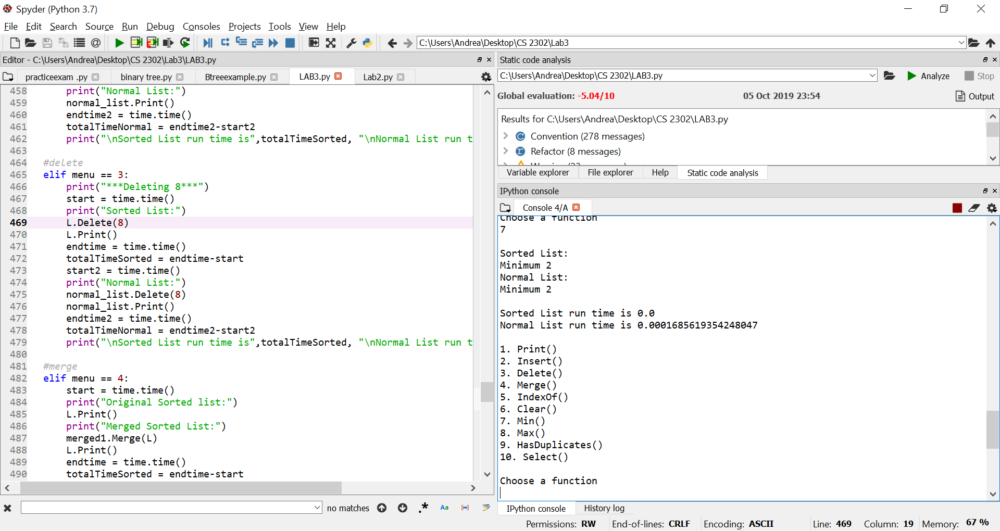 Spyder (Python 3.7)
File Edit Search Source Run Debug Consoles Projects Tools View Help
C:\Users\Andrea\Desktop\CS 2302\Lab3
Editor - C:\Users\Andrea\Desktop\CS 2302\Lab3\LAB3.py
practiceexam .py binary tree.py Btreeexample.py LAB3.py Lab2.py
458 print("Normal List:")
459 normal_list.Print()
460 endtime2 = time.time()
461 totalTimeNormal = endtime2-start2
462 print("\nSorted List run time is",totalTimeSorted, "\nNormal List run t
463
464 #delete
465 elif menu == 3:
466 print("***Deleting 8***")
467 start = time.time()
468 print("Sorted List:")
469 L.Delete(8)
470 L.Print()
471 endtime = time.time()
472 totalTimeSorted = endtime-start
473 start2 = time.time()
474 print("Normal List:")
475 normal_list.Delete(8)
476 normal_list.Print()
477 endtime2 = time.time()
478 totalTimeNormal = endtime2-start2
479 print("\nSorted List run time is",totalTimeSorted, "\nNormal List run t
480
481 #merge
482 elif menu == 4:
483 start = time.time()
484 print("Original Sorted list:")
485 L.Print()
486 print("Merged Sorted List:")
487 merged1.Merge(L)
488 L.Print()
489 endtime = time.time()
490 totalTimeSorted = endtime-start
no matches
Aa
Static code analysis
C:\Users\Andrea\Desktop\CS 2302\LAB3.py Analyze Stop
Global evaluation: -5.04/10 05 Oct 2019 23:54 Output
Results for C:\Users\Andrea\Desktop\CS 2302\LAB3.py
Convention (278 messages)
Refactor (8 messages)
Variable explorer File explorer Help Static code analysis
IPython console
Console 4/A
Choose a function
7
Sorted List:
Minimum 2
Normal List:
Minimum 2
Sorted List run time is 0.0
Normal List run time is 0.0001685619354248047
1. Print()
2. Insert()
3. Delete()
4. Merge()
5. IndexOf()
6. Clear()
7. Min()
8. Max()
9. HasDuplicates()
10. Select()
Choose a function
IPython console History log
Permissions: RW End-of-lines: CRLF Encoding: ASCII Line: 469 Column: 19 Memory: 67 %